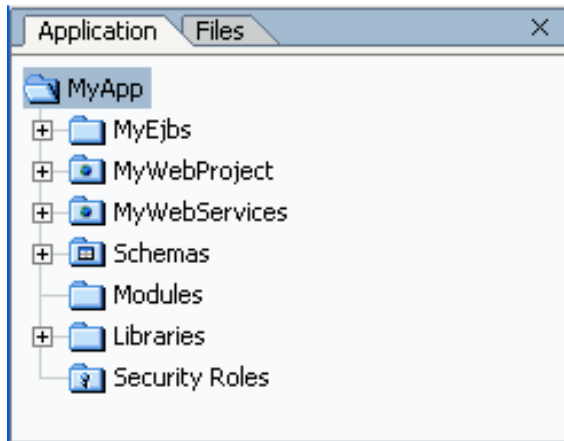 Application Files
MyApp
MyEjbs
MyWebProject
MyWebServices
Schemas
Modules
Libraries
Security Roles